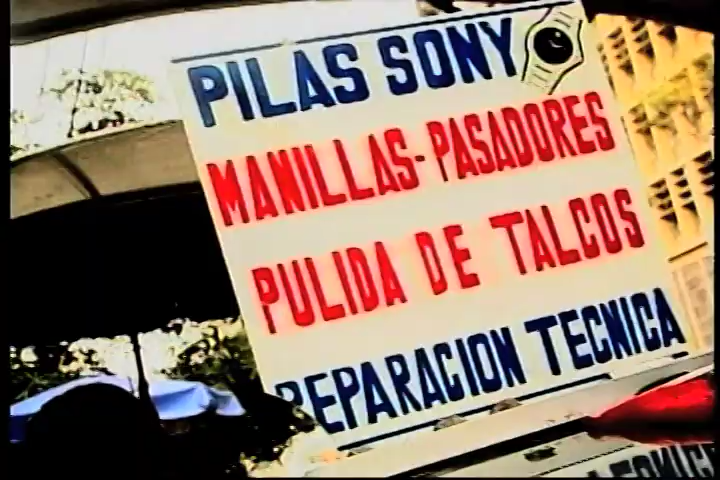 PILAS SONY
MANILLAS-PASADORES
PULIDA DE TALCOS
REPARACION TECNICA